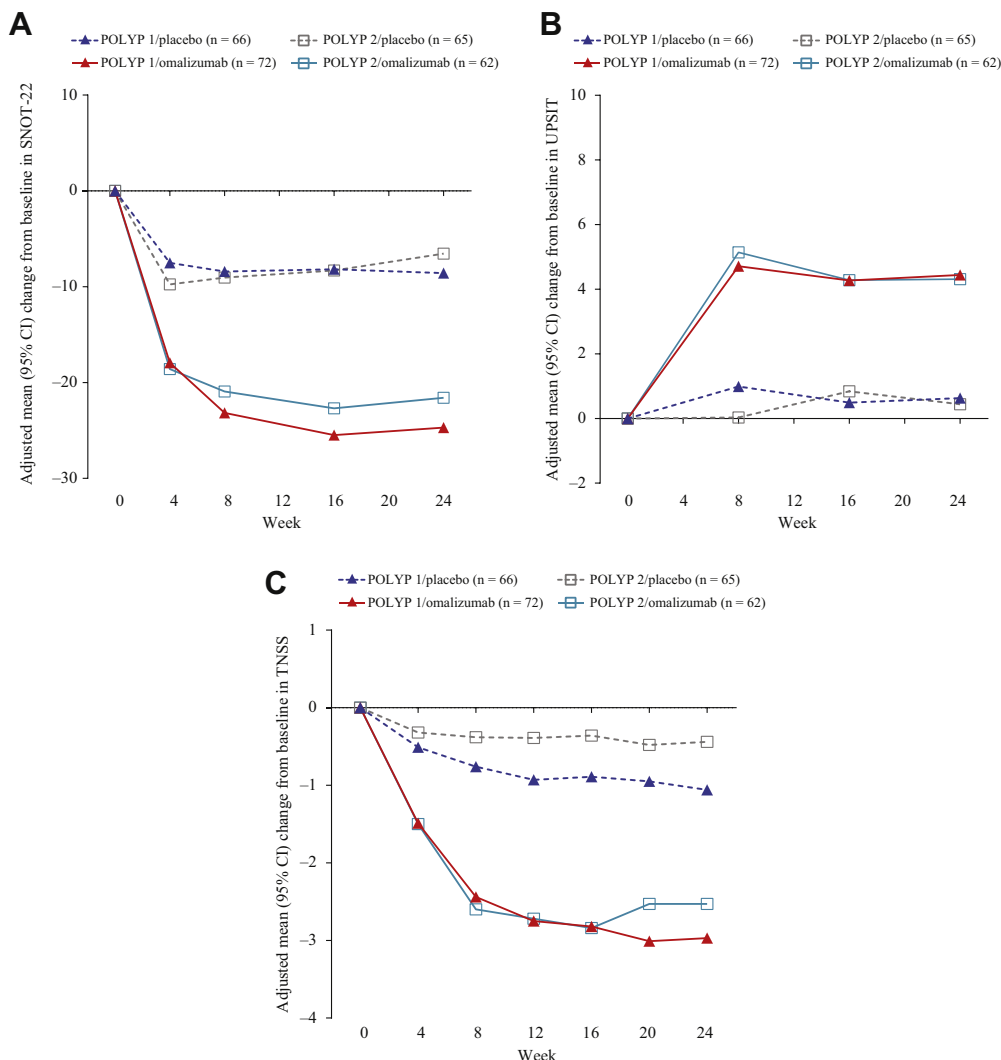 A
POLYP 1/placebo (n = 66) POLYP 2/placebo (n = 65)
POLYP 1/omalizumab (n = 72) POLYP 2/omalizumab (n = 62)
Adjusted mean (95% CI) change from baseline in SNOT-22
10
0
−10
−20
−30
0 4 8 12 16 20 24
Week
B
POLYP 1/placebo (n = 66) POLYP 2/placebo (n = 65)
POLYP 1/omalizumab (n = 72) POLYP 2/omalizumab (n = 62)
Adjusted mean (95% CI) change from baseline in UPSIT
10
8
6
4
2
0
−2
0 4 8 12 16 20 24
Week
C
POLYP 1/placebo (n = 66) POLYP 2/placebo (n = 65)
POLYP 1/omalizumab (n = 72) POLYP 2/omalizumab (n = 62)
Adjusted mean (95% CI) change from baseline in TNSS
1
0
−1
−2
−3
−4
0 4 8 12 16 20 24
Week